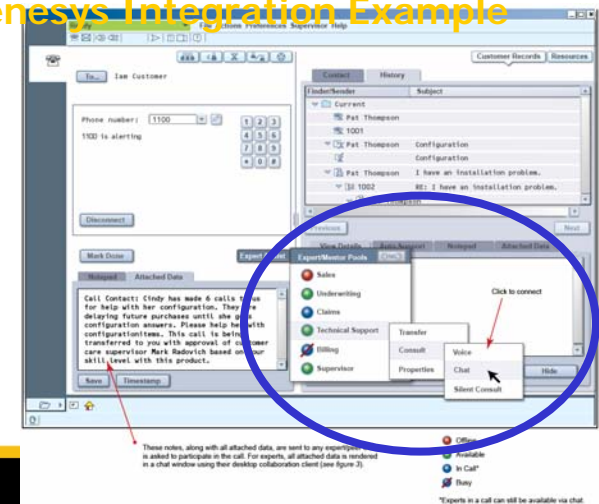 enesys Integration Example
Actions Preferences Supervisor Help
Customer Records
Resources
To...
Iam Customer
Contact
History
Finder/Sender
Subject
Current
Pat Thompson
1001
Phone number:
1100
1 2 3
4 5 6
7 8 9
* 0 #
1100 is alerting
Pat Thompson
Configuration
Configuration
Pat Thompson
I have an installation problem.
1002
RE: I have an installation problem.
Disconnect
Previous
Next
Mark Done
View Details
Auto Support
Notepad
Attached Data
Expert/Mentor Pools
Notepad
Attached Data
Call Contact: Cindy has made 6 calls to us
for help with her configuration. They are
delaying future purchases until she gets
configuration answers. Please help her with
configurationitems. This call is being
transferred to you with approval of customer
care supervisor Mark Radovich based on your
skill level with this product.
Sales
Underwriting
Claims
Technical Support
Billing
Supervisor
Transfer
Consult
Properties
Click to connect
Voice
Chat
Silent Consult
Hide
Save
Timestamp
These notes, along with all attached data, are sent to any expert/peer
is asked to participate in the call. For experts, all attached data is rendered
in a chat window using their desktop collaboration client (see figure 3).
Offline
Available
In Call*
Busy
*Experts in a call can still be available via chat